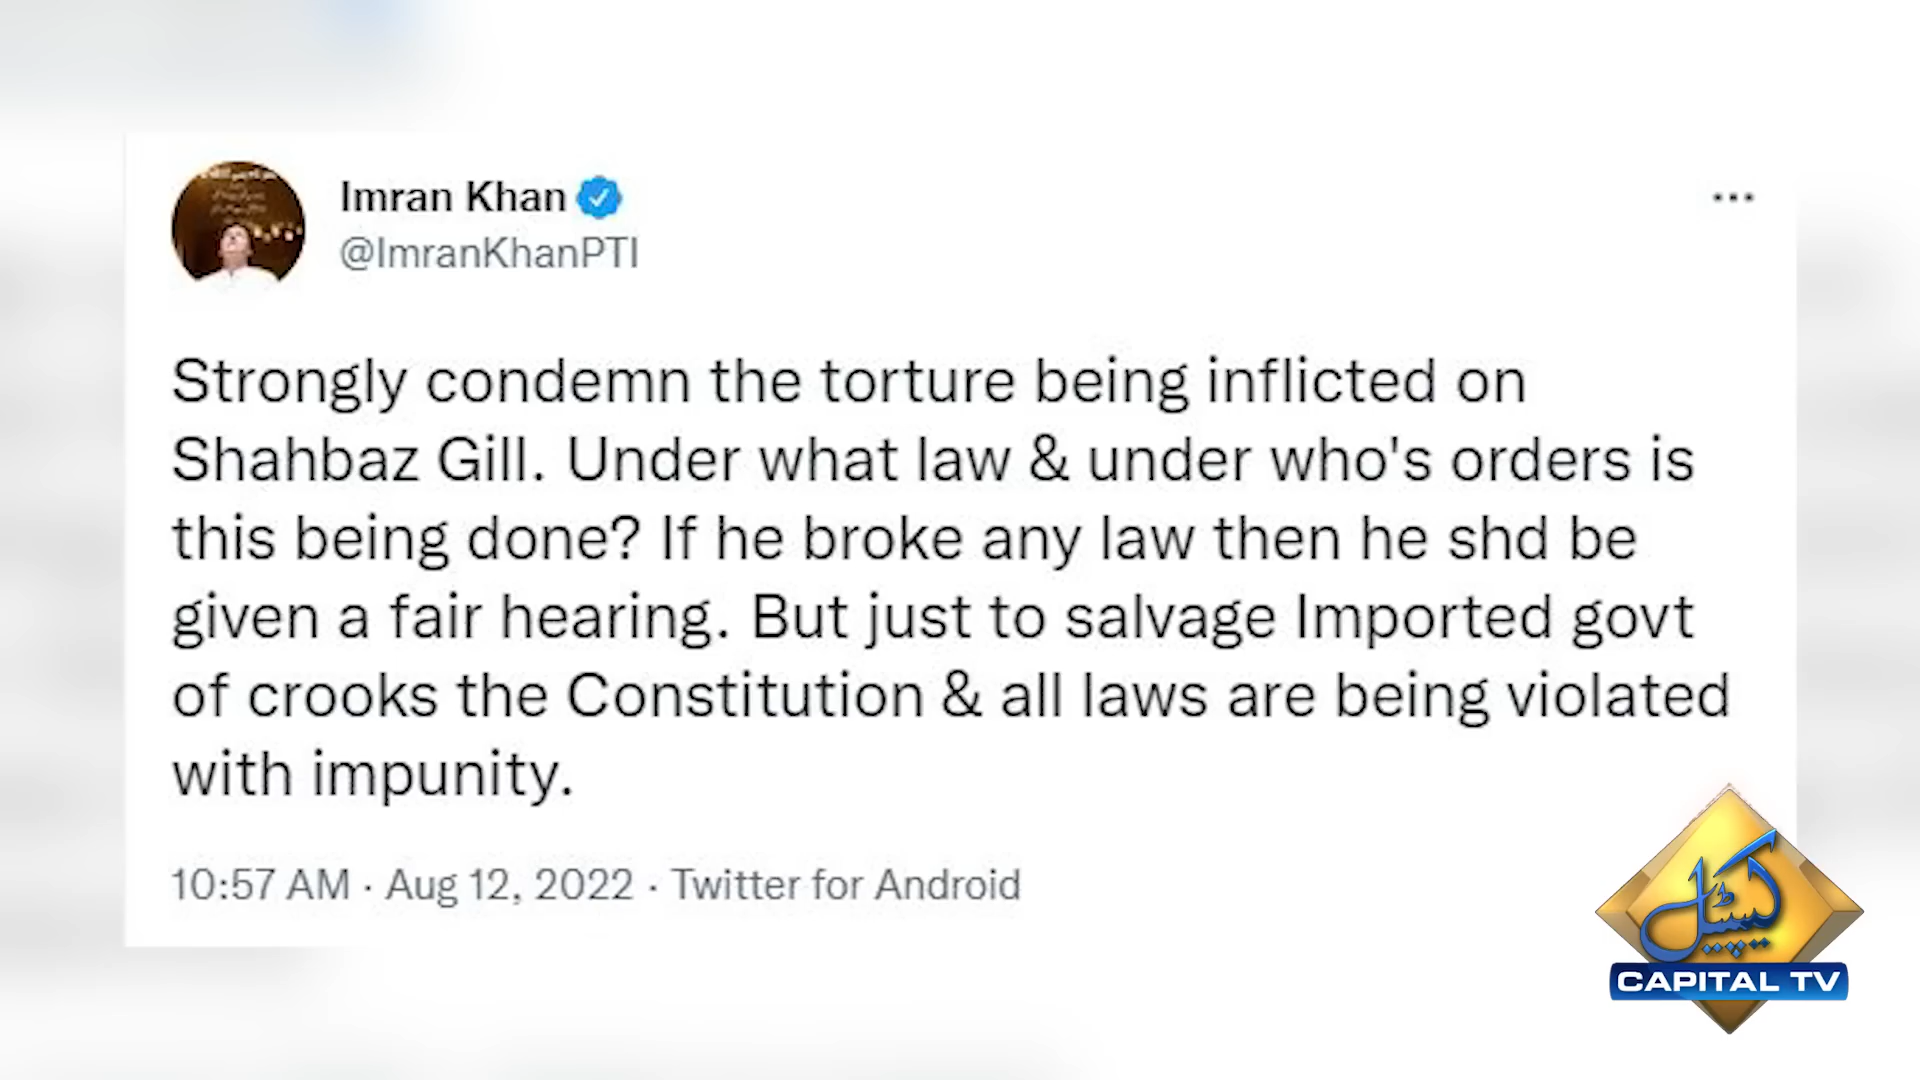 Imran Khan
@ImranKhanPTI
Strongly condemn the torture being inflicted on
Shahbaz Gill. Under what law & under who's orders is
this being done? If he broke any law then he shd be
given a fair hearing. But just to salvage Imported govt
of crooks the Constitution & all laws are being violated
with impunity.
10:57 AM · Aug 12, 2022 · Twitter for Android
کیپیٹل
CAPITAL TV